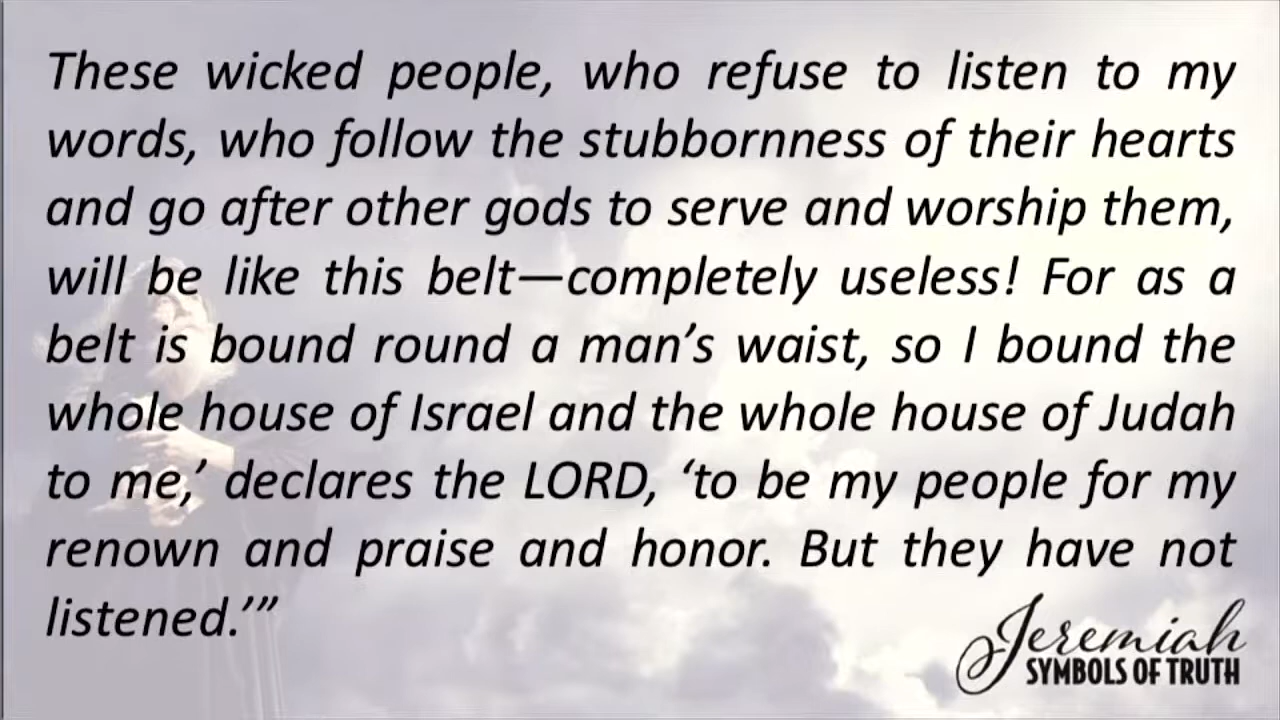 These wicked people, who refuse to listen to my
words, who follow the stubbornness of their hearts
and go after other gods to serve and worship them,
will be like this belt—completely useless! For as a
belt is bound round a man’s waist, so I bound the
whole house of Israel and the whole house of Judah
to me,’ declares the LORD, ‘to be my people for my
renown and praise and honor. But they have not
listened.’”
Jeremiah
SYMBOLS OF TRUTH